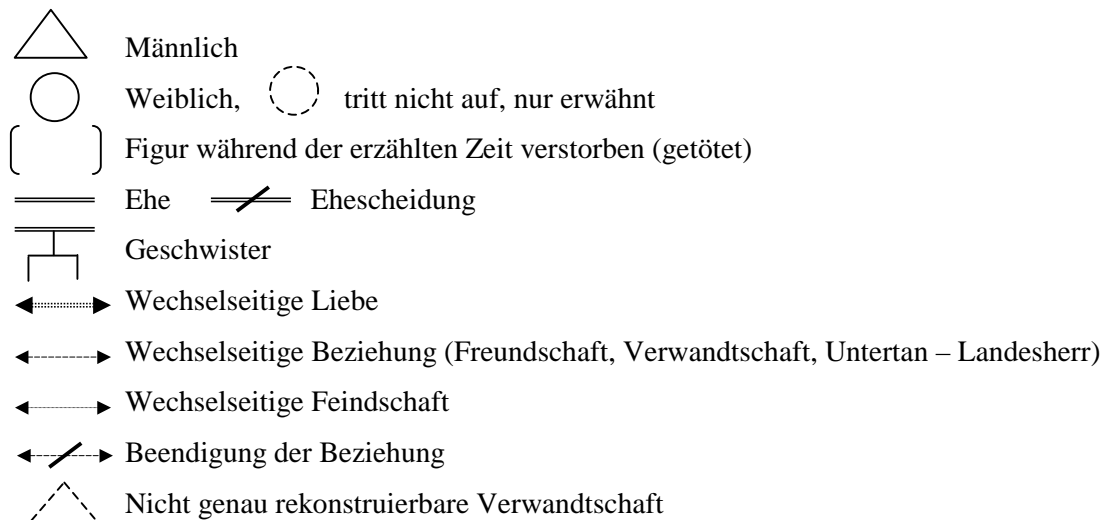 Männlich
Weiblich, tritt nicht auf, nur erwähnt
Figur während der erzählten Zeit verstorben (getötet)
Ehe Ehescheidung
Geschwister
Wechselseitige Liebe
Wechselseitige Beziehung (Freundschaft, Verwandtschaft, Untertan – Landesherr)
Wechselseitige Feindschaft
Beendigung der Beziehung
Nicht genau rekonstruierbare Verwandtschaft